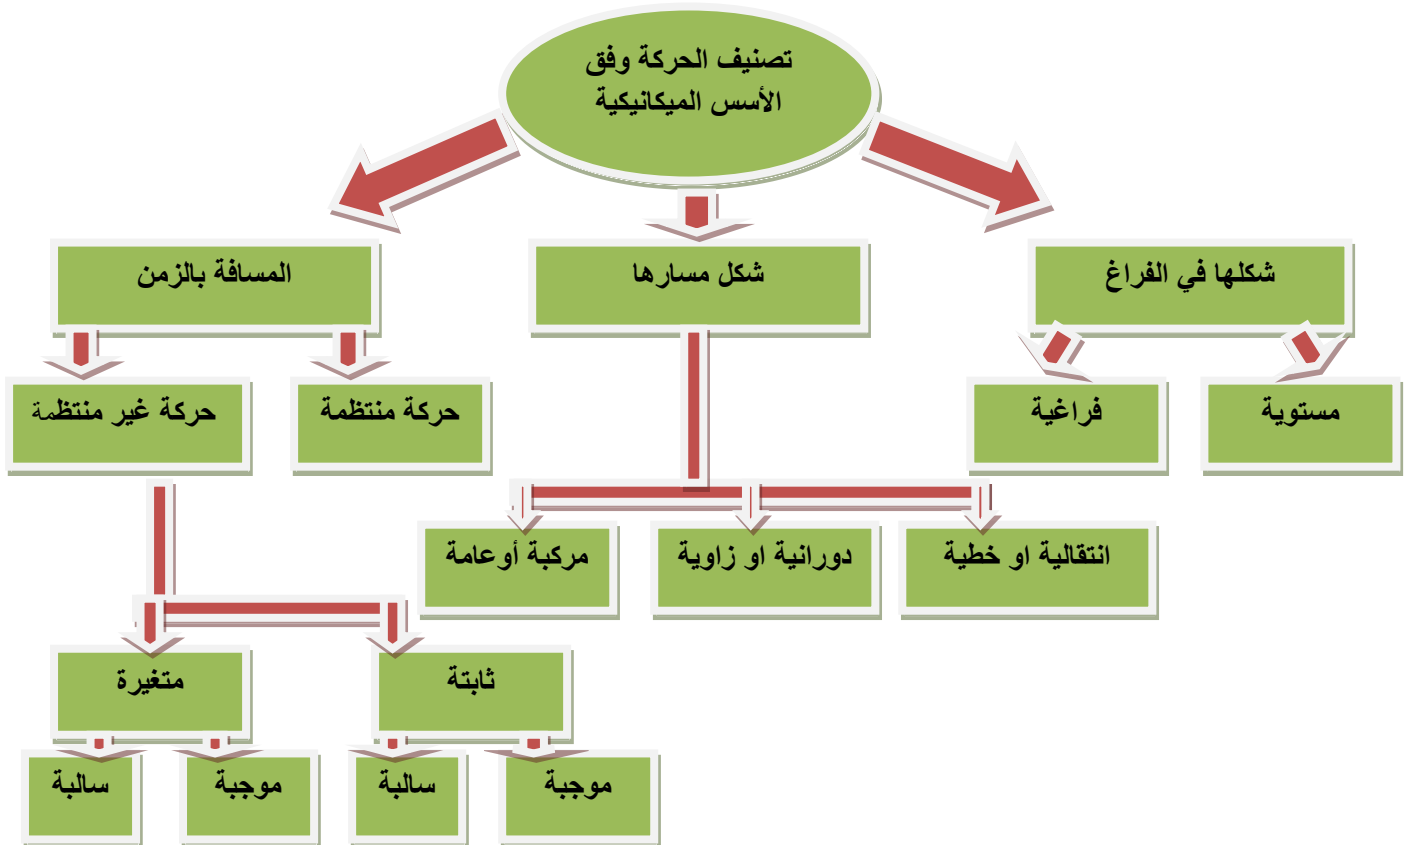 تصنيف الحركة وفق
الأسس الميكانيكية
شكلها في الفراغ
شكل مسارها
المسافة بالزمن
مستوية
فراغية
حركة منتظمة
حركة غير منتظمة
انتقالية او خطية
دورانية او زاوية
مركبة أوعامة
ثابتة
متغيرة
موجبة
سالبة
موجبة
سالبة